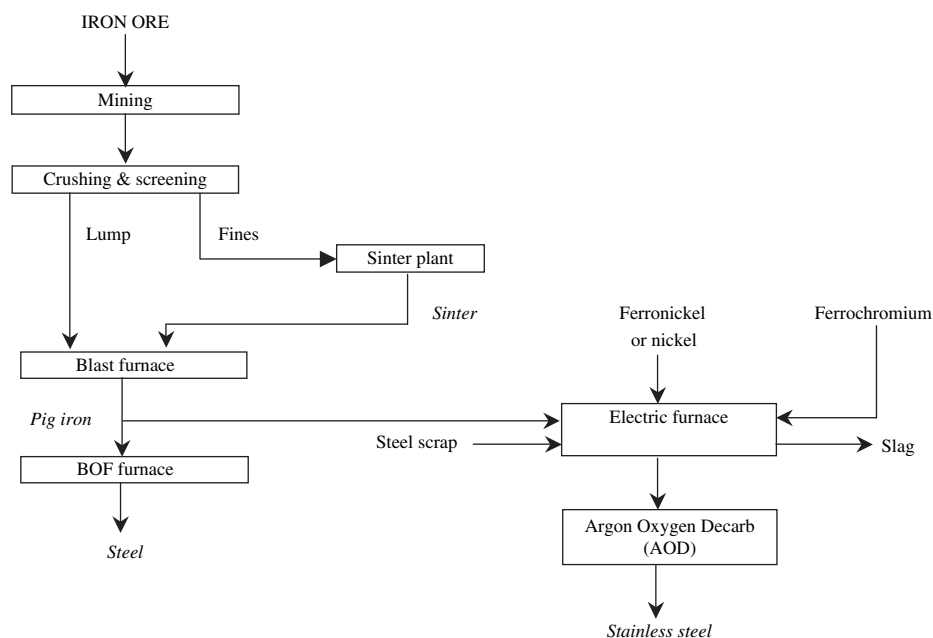 IRON ORE
Mining
Crushing & screening
Lump
Fines
Sinter plant
Sinter
Ferronickel
or nickel
Ferrochromium
Blast furnace
Pig iron
Electric furnace
Steel scrap
Slag
BOF furnace
Argon Oxygen Decarb
(AOD)
Steel
Stainless steel